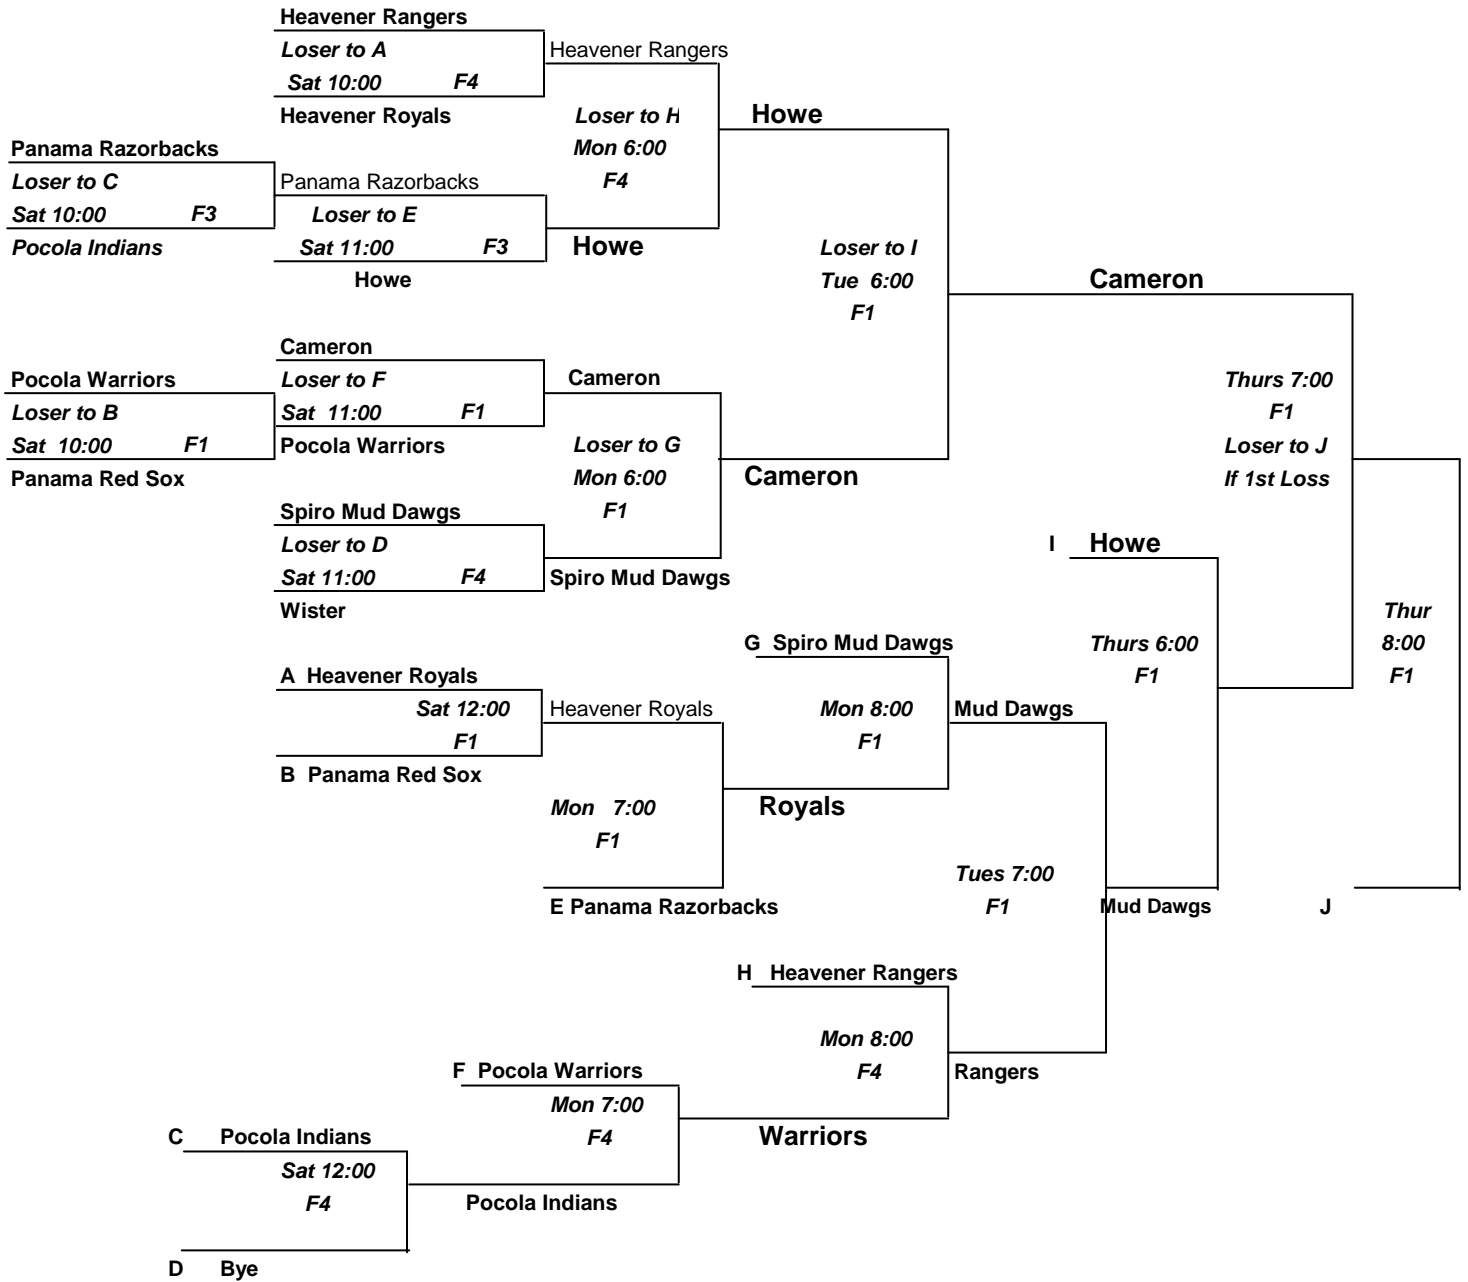 Heavener Rangers
Loser to A
Heavener Rangers
Sat 10:00 F4
Heavener Royals
Loser to H
Howe
Panama Razorbacks
Mon 6:00
Loser to C
Panama Razorbacks
F4
Sat 10:00 F3
Loser to E
Pocola Indians
Sat 11:00 F3
Howe
Loser to I
Howe
Tue 6:00
Cameron
F1
Cameron
Pocola Warriors
Loser to F
Cameron
Thurs 7:00
Loser to B
Sat 11:00 F1
F1
Sat 10:00 F1
Pocola Warriors
Loser to G
Loser to J
Panama Red Sox
Mon 6:00
Cameron
If 1st Loss
Spiro Mud Dawgs
F1
Loser to D
I Howe
Sat 11:00 F4
Spiro Mud Dawgs
Wister
Thur
G Spiro Mud Dawgs
Thurs 6:00
8:00
A Heavener Royals
F1
F1
Sat 12:00
Heavener Royals
Mon 8:00
Mud Dawgs
F1
F1
B Panama Red Sox
Mon 7:00
Royals
F1
Tues 7:00
E Panama Razorbacks
F1
Mud Dawgs
J
H Heavener Rangers
Mon 8:00
F Pocola Warriors
F4
Rangers
Mon 7:00
C Pocola Indians
F4
Warriors
Sat 12:00
F4
Pocola Indians
D Bye